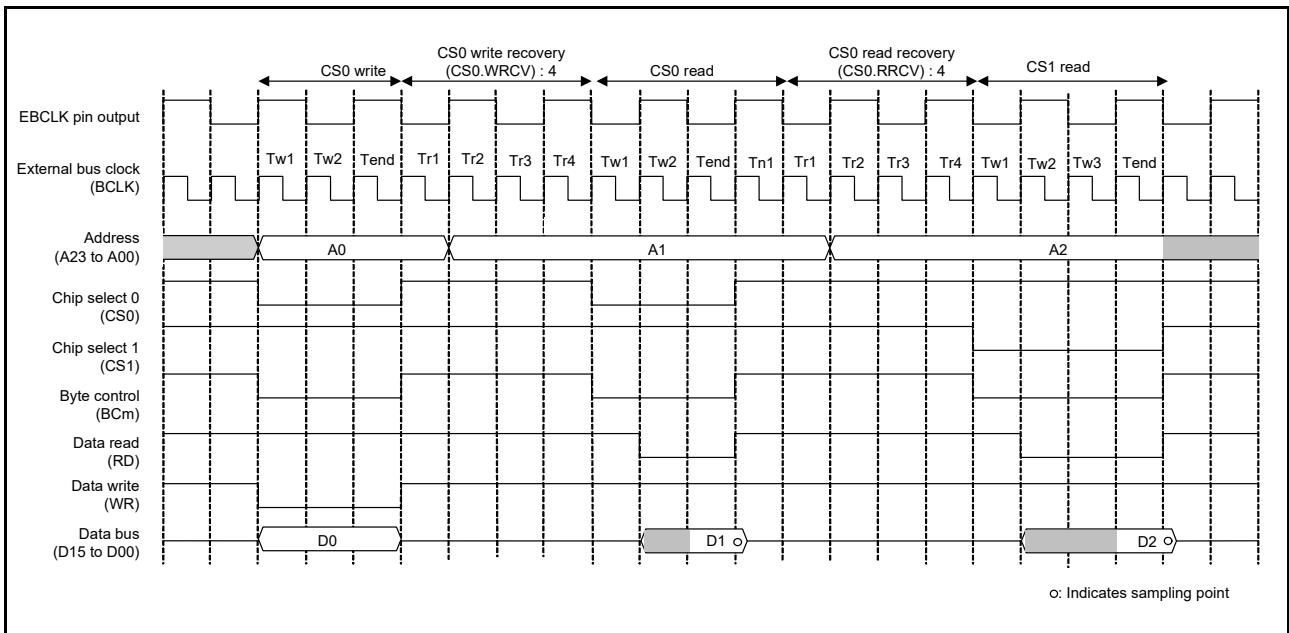 CS0 write
CS0 write recovery
(CS0.WRCV) : 4
CS0 read
CS0 read recovery
(CS0.RRCV) : 4
CS1 read
EBCLK pin output
External bus clock
(BCLK)
Tw1 Tw2 Tend Tr1 Tr2 Tr3 Tr4 Tw1 Tw2 Tend Tn1 Tr1 Tr2 Tr3 Tr4 Tw1 Tw2 Tw3 Tend
Address
(A23 to A00)
A0 A1 A2
Chip select 0
(CS0)
Chip select 1
(CS1)
Byte control
(BCm)
Data read
(RD)
Data write
(WR)
Data bus
(D15 to D00)
D0 D1 D2
o: Indicates sampling point